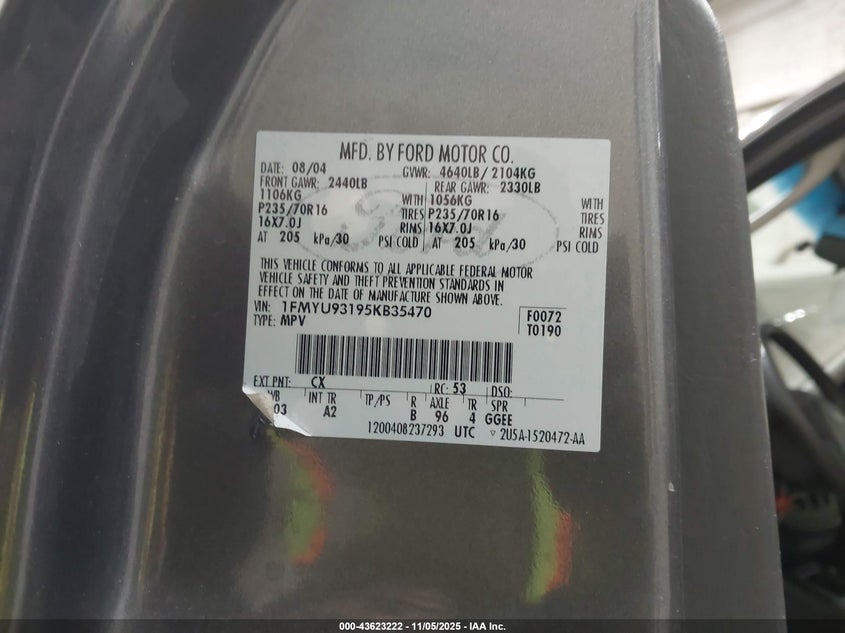 MFD. BY FORD MOTOR CO.
DATE: 08/04 GVWR: 4640LB/ 2104KG
FRONT GAWR: 2440LB REAR GAWR: 2330LB
1106KG WITH 1056KG WITH
P235/70R16 TIRES P235/70R16 TIRES
16X7.0J RIMS 16X7.0J RIMS
AT 205 kPa/30 PSI COLD AT 205 kPa/30 PSI COLD
Ford
THIS VEHICLE CONFORMS TO ALL APPLICABLE FEDERAL MOTOR
VEHICLE SAFETY AND THEFT PREVENTION STANDARDS IN
EFFECT ON THE DATE OF MANUFACTURE SHOWN ABOVE.
VIN: 1FMYU93195KB35470 F0072
TYPE: MPV T0190
EXT PNT: CX RC: 53 DSO:
WB INT TR TP/PS R AXLE TR SPR
03 A2 B 96 4 GGEE
1200408237293 UTC ▽ 2U5A-1520472-AA
000-43623222 - 11/05/2025 - IAA Inc.